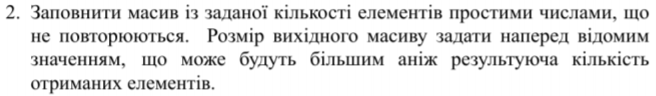 2. Заповнити масив із заданої кількості елементів простими числами, що
не повторюються. Розмір вихідного масиву задати наперед відомим
значенням, що може будуть більшим аніж результуюча кількість
отриманих елементів.